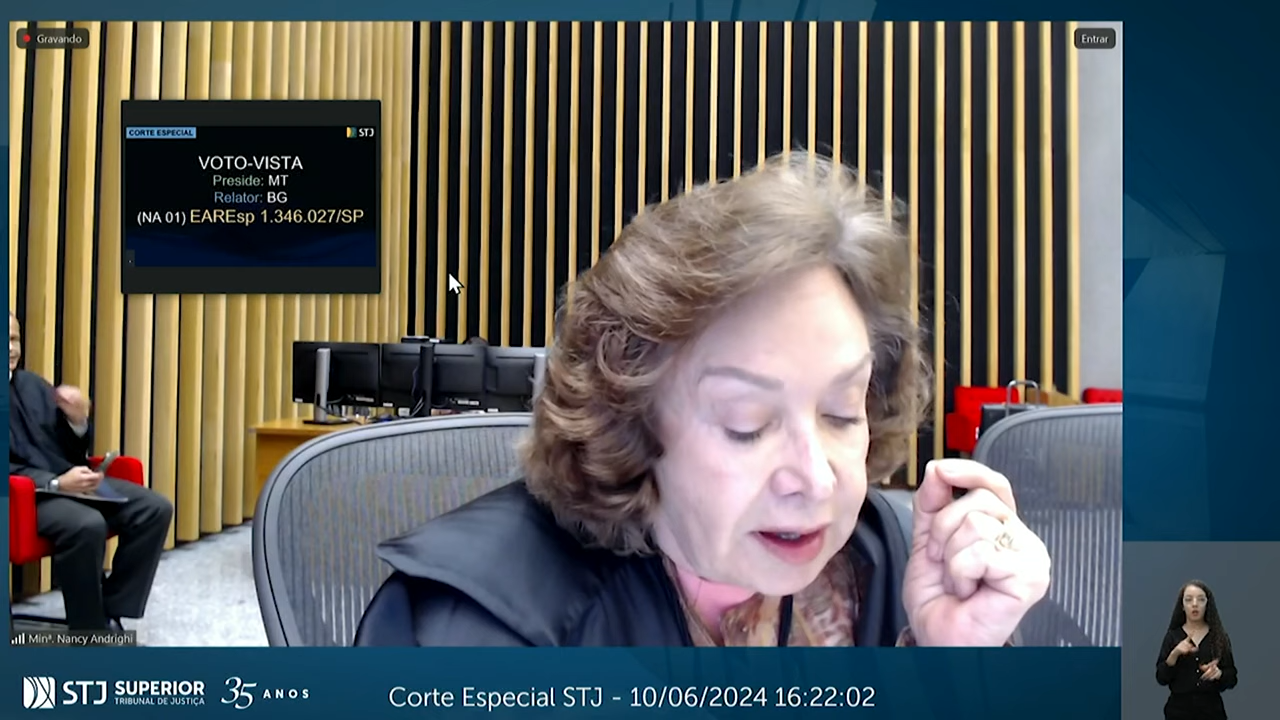 Gravando
Entrar
CORTE ESPECIAL
STJ
VOTO-VISTA
Preside: MT
Relator: BG
(NA 01) EAREsp 1.346.027/SP
Minª. Nancy Andrighi
STJ SUPERIOR
TRIBUNAL DE JUSTIÇA
35 ANOS
Corte Especial STJ - 10/06/2024 16:22:02